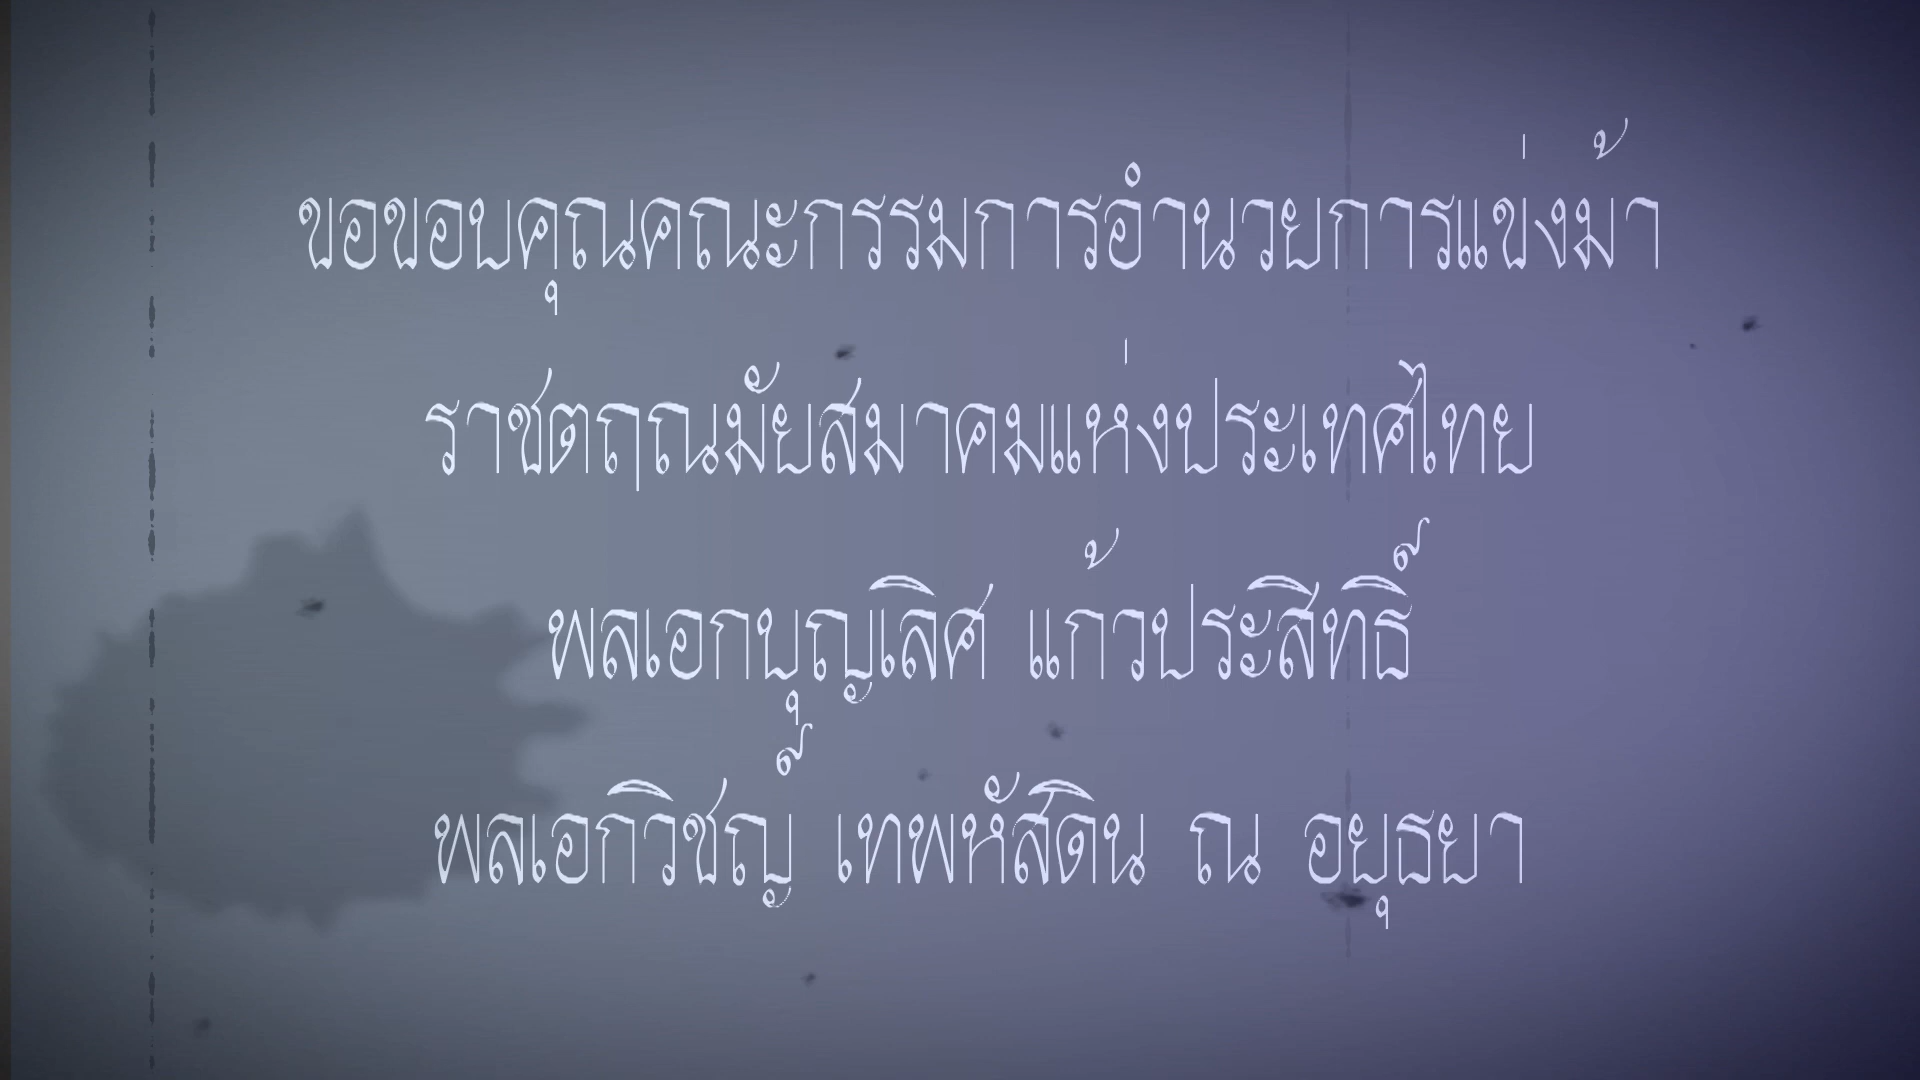 ขอขอบคุณคณะกรรมการอำนวยการแข่งม้า
ราชตฤณมัยสมาคมแห่งประเทศไทย
พลเอกบุญเลิศ แก้วประสิทธิ์
พลเอกวิชญ์ เทพหัสดิน ณ อยุธยา